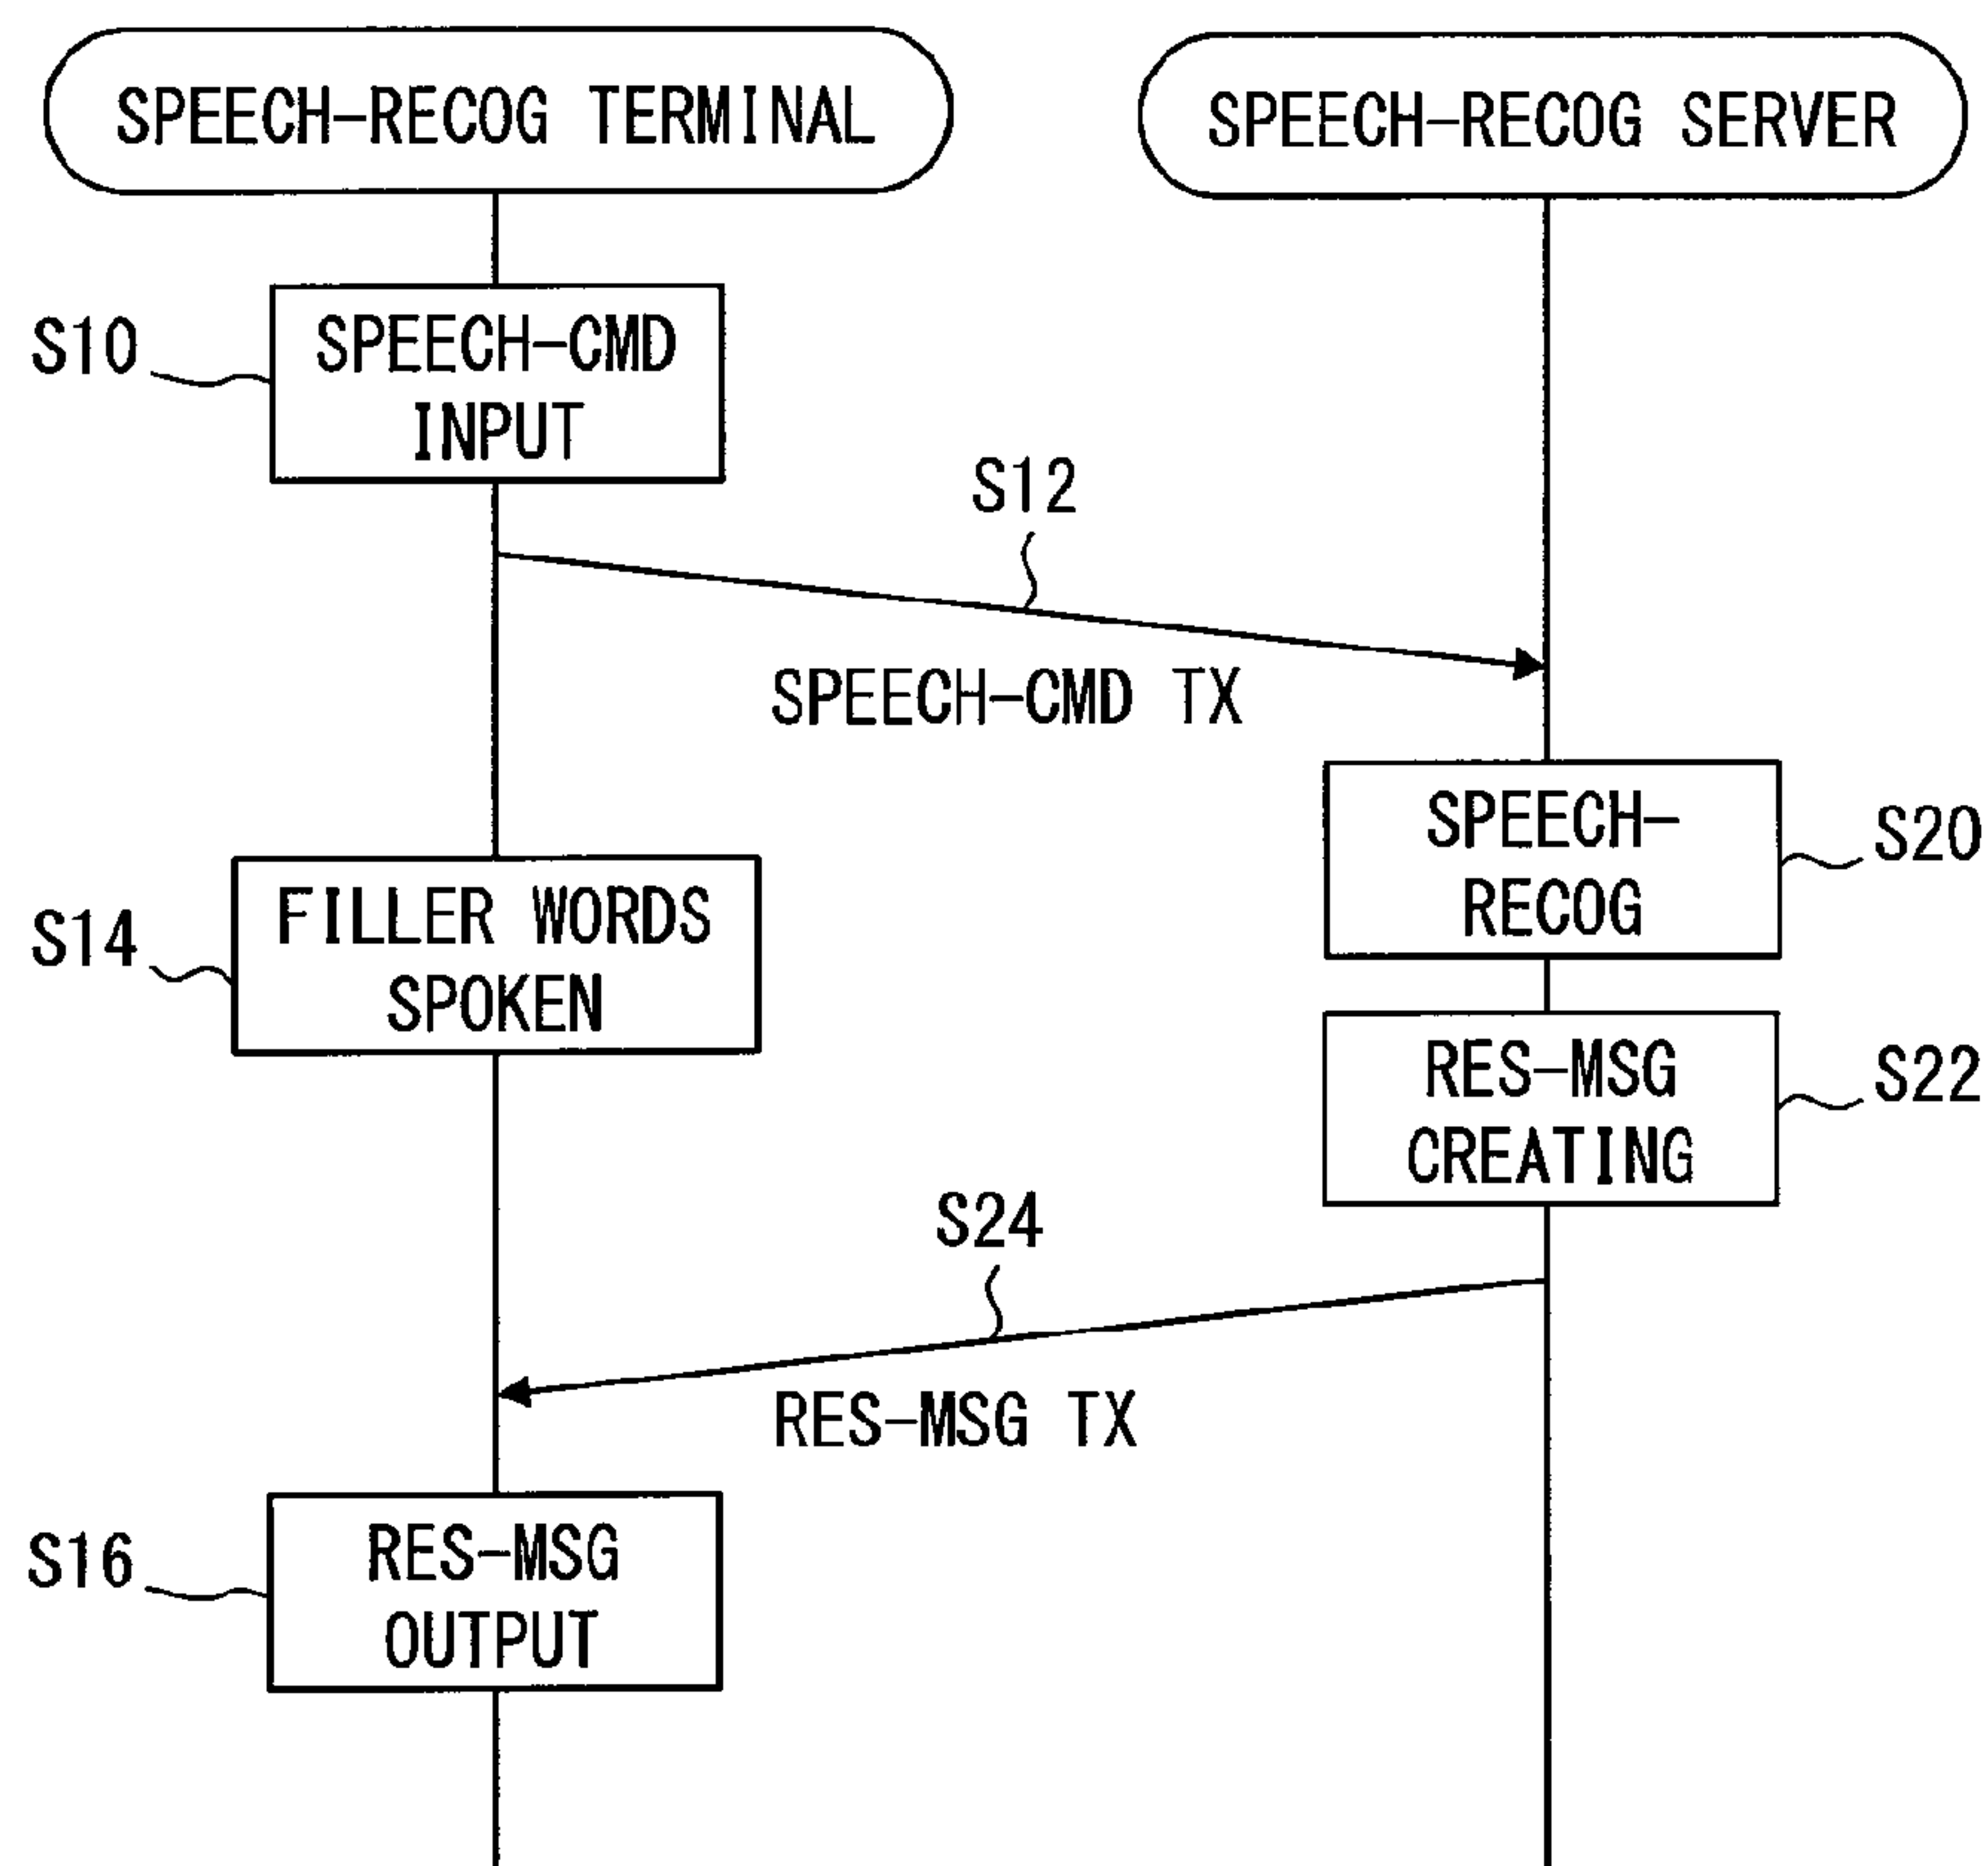 SPEECH-RECOG TERMINAL
SPEECH-RECOG SERVER
S10
SPEECH-CMD
INPUT
S12
SPEECH-CMD TX
SPEECH-
RECOG
S20
S14
FILLER WORDS
SPOKEN
RES-MSG
CREATING
S22
S24
RES-MSG TX
S16
RES-MSG
OUTPUT